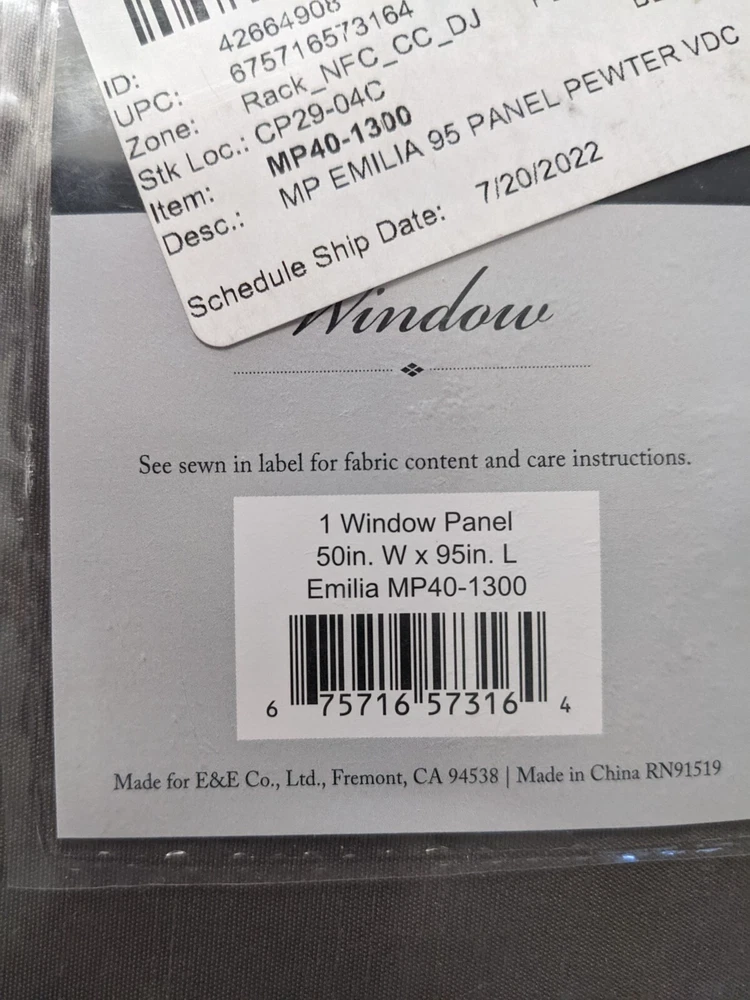 ID: 42664908
UPC: 675716573164
Zone: Rack_NFC_CC_DJ
Stk Loc.: CP29-04C
Item: MP40-1300
Desc.: MP EMILIA 95 PANEL PEWTER VDC
Schedule Ship Date: 7/20/2022
Window
See sewn in label for fabric content and care instructions.
1 Window Panel
50in. W x 95in. L
Emilia MP40-1300
6 75716 57316 4
Made for E&E Co., Ltd., Fremont, CA 94538 | Made in China RN91519